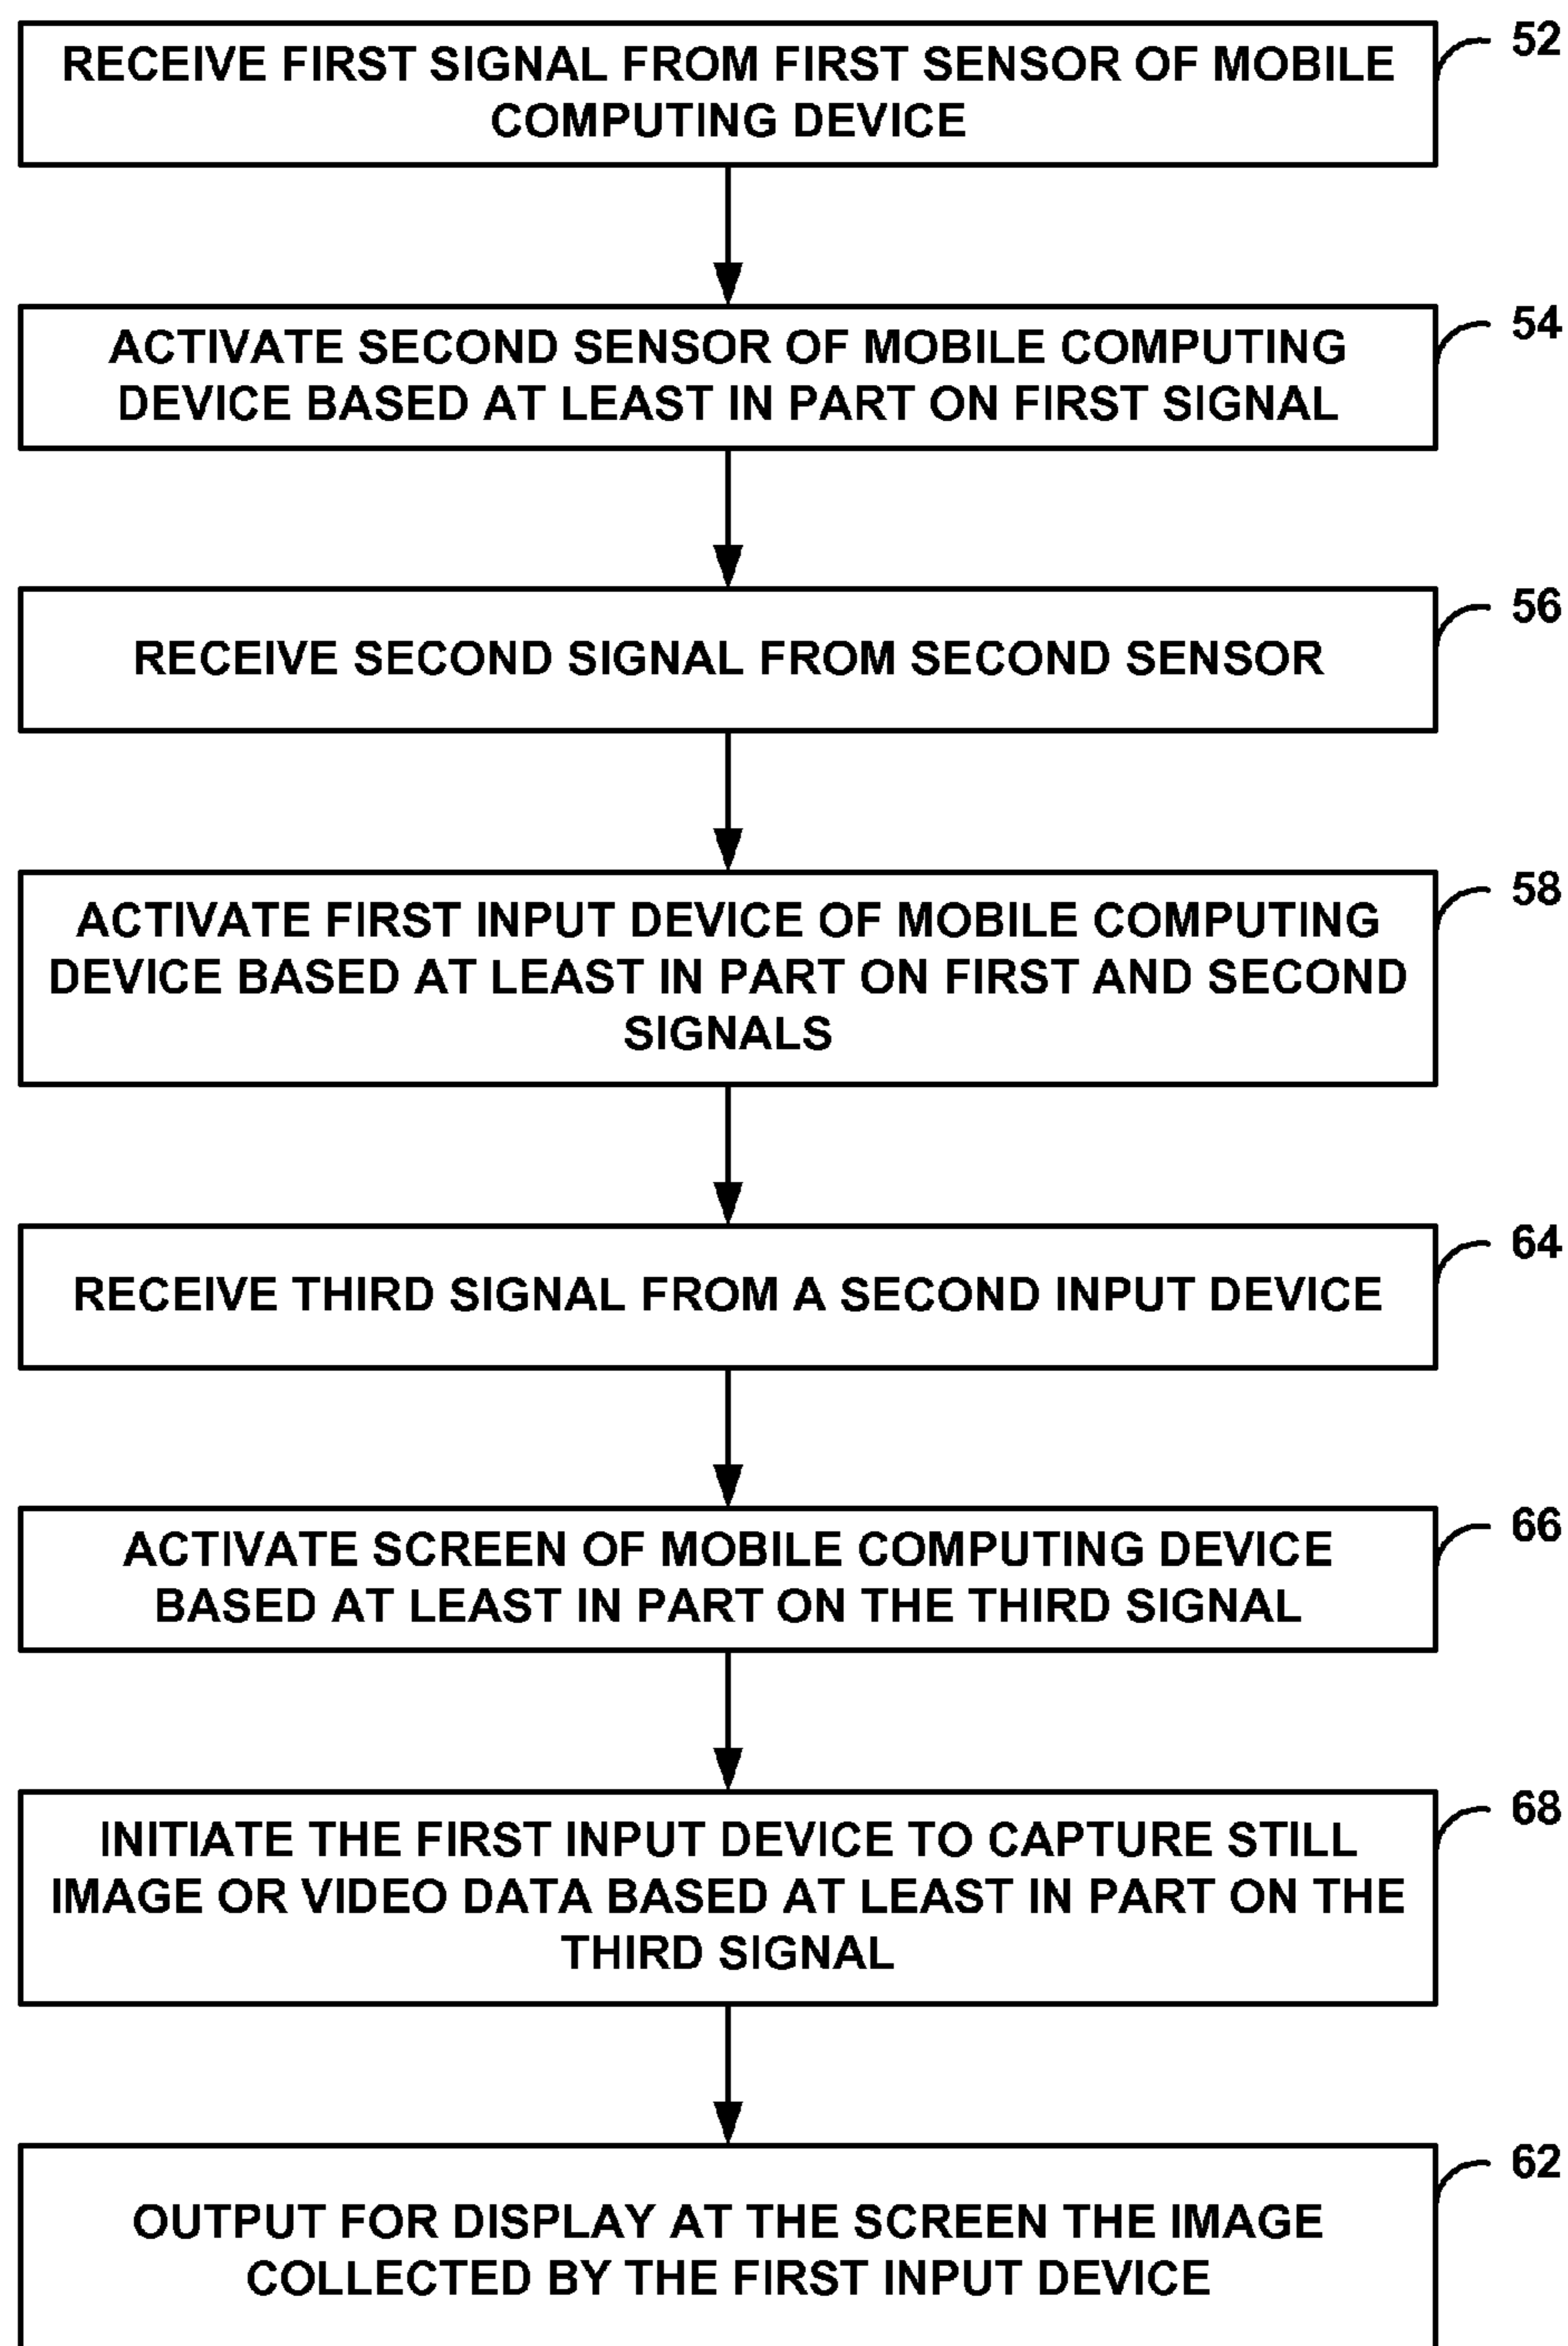 RECEIVE FIRST SIGNAL FROM FIRST SENSOR OF MOBILE
COMPUTING DEVICE
52
ACTIVATE SECOND SENSOR OF MOBILE COMPUTING
DEVICE BASED AT LEAST IN PART ON FIRST SIGNAL
54
RECEIVE SECOND SIGNAL FROM SECOND SENSOR
56
ACTIVATE FIRST INPUT DEVICE OF MOBILE COMPUTING
DEVICE BASED AT LEAST IN PART ON FIRST AND SECOND
SIGNALS
58
RECEIVE THIRD SIGNAL FROM A SECOND INPUT DEVICE
64
ACTIVATE SCREEN OF MOBILE COMPUTING DEVICE
BASED AT LEAST IN PART ON THE THIRD SIGNAL
66
INITIATE THE FIRST INPUT DEVICE TO CAPTURE STILL
IMAGE OR VIDEO DATA BASED AT LEAST IN PART ON THE
THIRD SIGNAL
68
OUTPUT FOR DISPLAY AT THE SCREEN THE IMAGE
COLLECTED BY THE FIRST INPUT DEVICE
62